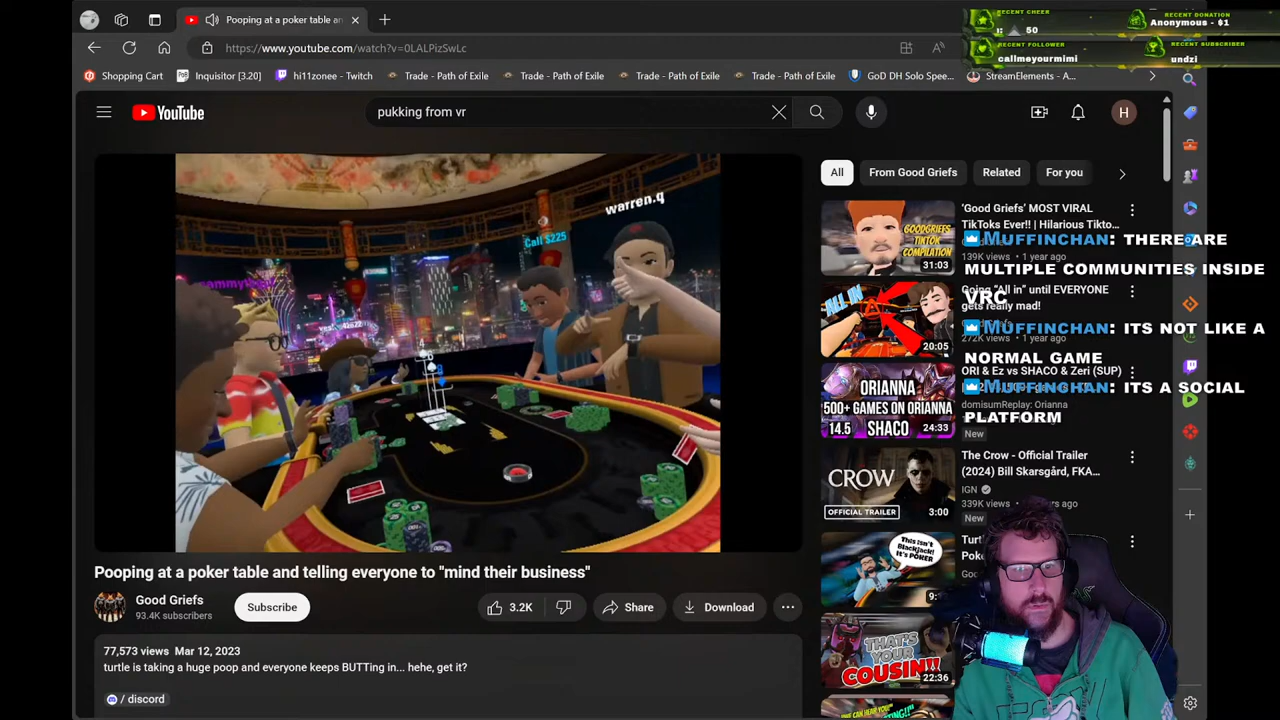 Pooping at a poker table an
RECENT CHEER
50
RECENT DONATION
Anonymous - $1
RECENT FOLLOWER
callmeyourmimi
RECENT SUBSCRIBER
undzi
https://www.youtube.com/watch?v=0LALPizSwLc
Shopping Cart
Inquisitor [3.20]
hi11zonee - Twitch
Trade - Path of Exile
Trade - Path of Exile
Trade - Path of Exile
Trade - Path of Exile
GoD DH Solo Spee...
StreamElements - A...
YouTube
pukking from vr
H
All
From Good Griefs
Related
For you
warren.q
Call $225
'Good Griefs' MOST VIRAL
TikToks Ever!! | Hilarious Tikto...
139K views • 1 year ago
GOODGRIEFS
TIKTOK
COMPILATION
31:03
MUFFINCHAN: THERE ARE
MULTIPLE COMMUNITIES INSIDE
VRC
Going "All in" until EVERYONE
gets really mad!
272K views • 1 year ago
ALL IN
20:05
MUFFINCHAN: ITS NOT LIKE A
NORMAL GAME
ORI & Ez vs SHACO & Zeri (SUP)
MUFFINCHAN: ITS A SOCIAL
PLATFORM
domisumReplay: Orianna
New
ORIANNA
500+ GAMES ON ORIANNA
14.5
SHACO
24:33
The Crow - Official Trailer
(2024) Bill Skarsgård, FKA...
IGN
339K views
ago
New
CROW
OFFICIAL TRAILER
3:00
This isn't
Blackjack!
It's POKER
THAT'S
YOUR
COUSIN!!
22:36
Pooping at a poker table and telling everyone to "mind their business"
Good Griefs
93.4K subscribers
Subscribe
3.2K
Share
Download
77,573 views Mar 12, 2023
turtle is taking a huge poop and everyone keeps BUTTing in... hehe, get it?
/ discord